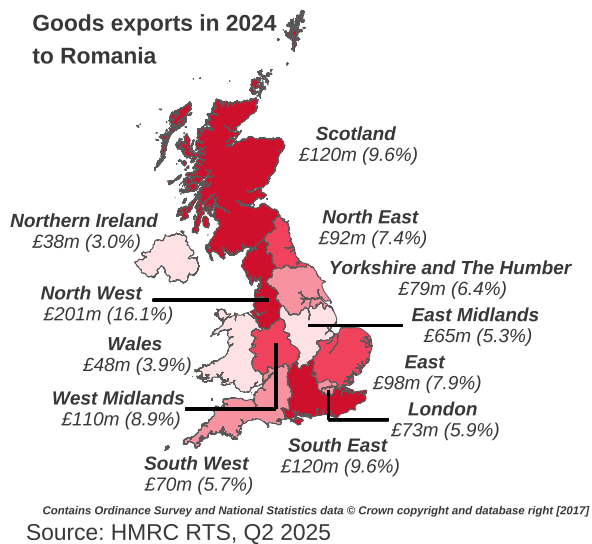 Goods exports in 2024
to Romania
Scotland
£120m (9.6%)
Northern Ireland
£38m (3.0%)
North East
£92m (7.4%)
Yorkshire and The Humber
£79m (6.4%)
North West
£201m (16.1%)
East Midlands
£65m (5.3%)
Wales
£48m (3.9%)
East
£98m (7.9%)
West Midlands
£110m (8.9%)
London
£73m (5.9%)
South East
£120m (9.6%)
South West
£70m (5.7%)
Contains Ordinance Survey and National Statistics data © Crown copyright and database right [2017]
Source: HMRC RTS, Q2 2025